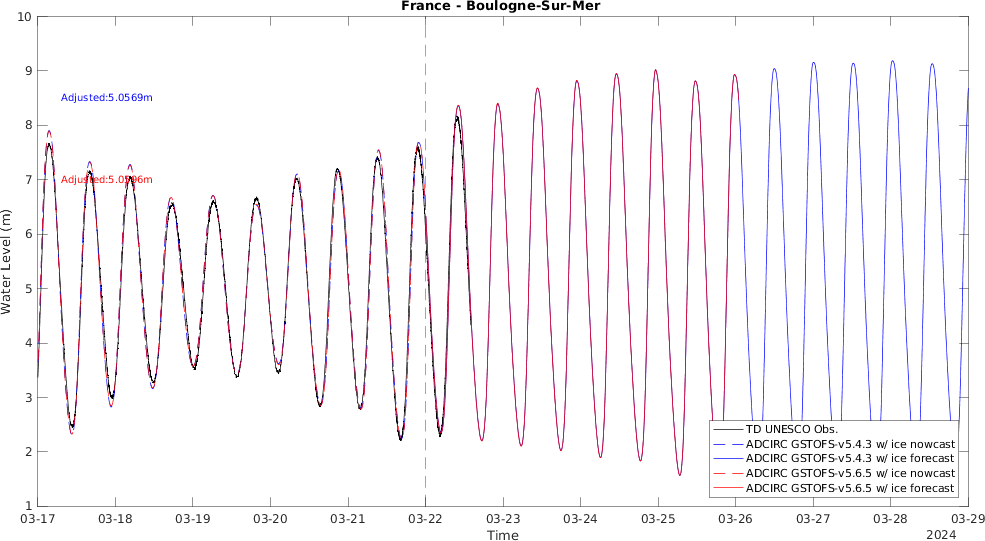 France - Boulogne-Sur-Mer
10
9
8
7
6
5
4
3
2
1
Water Level (m)
Adjusted:5.0569m
TD UNESCO Obs.
ADCIRC GSTOFS-v5.4.3 w/ ice nowcast
ADCIRC GSTOFS-v5.4.3 w/ ice forecast
ADCIRC GSTOFS-v5.6.5 w/ ice nowcast
ADCIRC GSTOFS-v5.6.5 w/ ice forecast
03-17 03-18 03-19 03-20 03-21 03-22 03-23 03-24 03-25 03-26 03-27 03-28 03-29
Time
2024